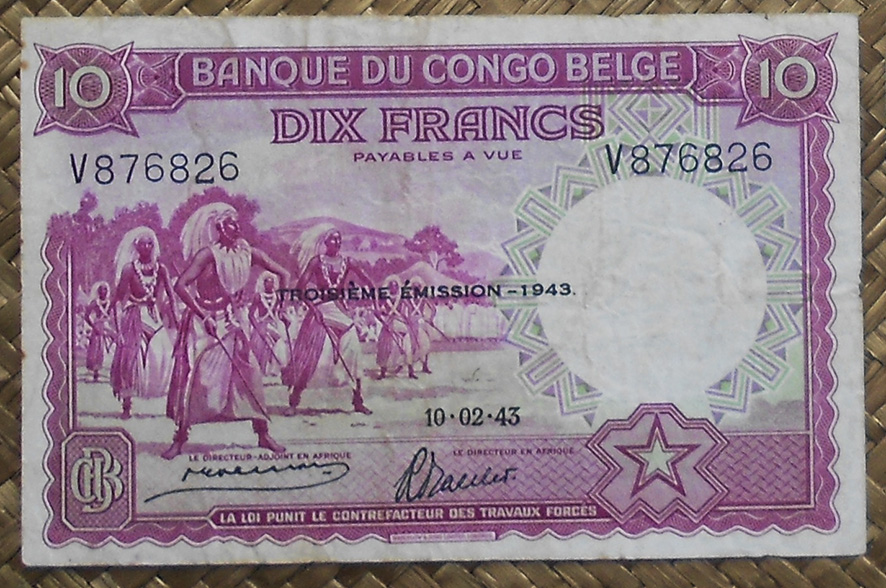 10 BANQUE DU CONGO BELGE 10
DIX FRANCS
PAYABLES A VUE
V876826 V876826
TROISIÈME ÉMISSION - 1943.
10·02·43
LE DIRECTEUR-ADJOINT EN AFRIQUE LE DIRECTEUR EN AFRIQUE
LA LOI PUNIT LE CONTREFACTEUR DES TRAVAUX FORCÉS